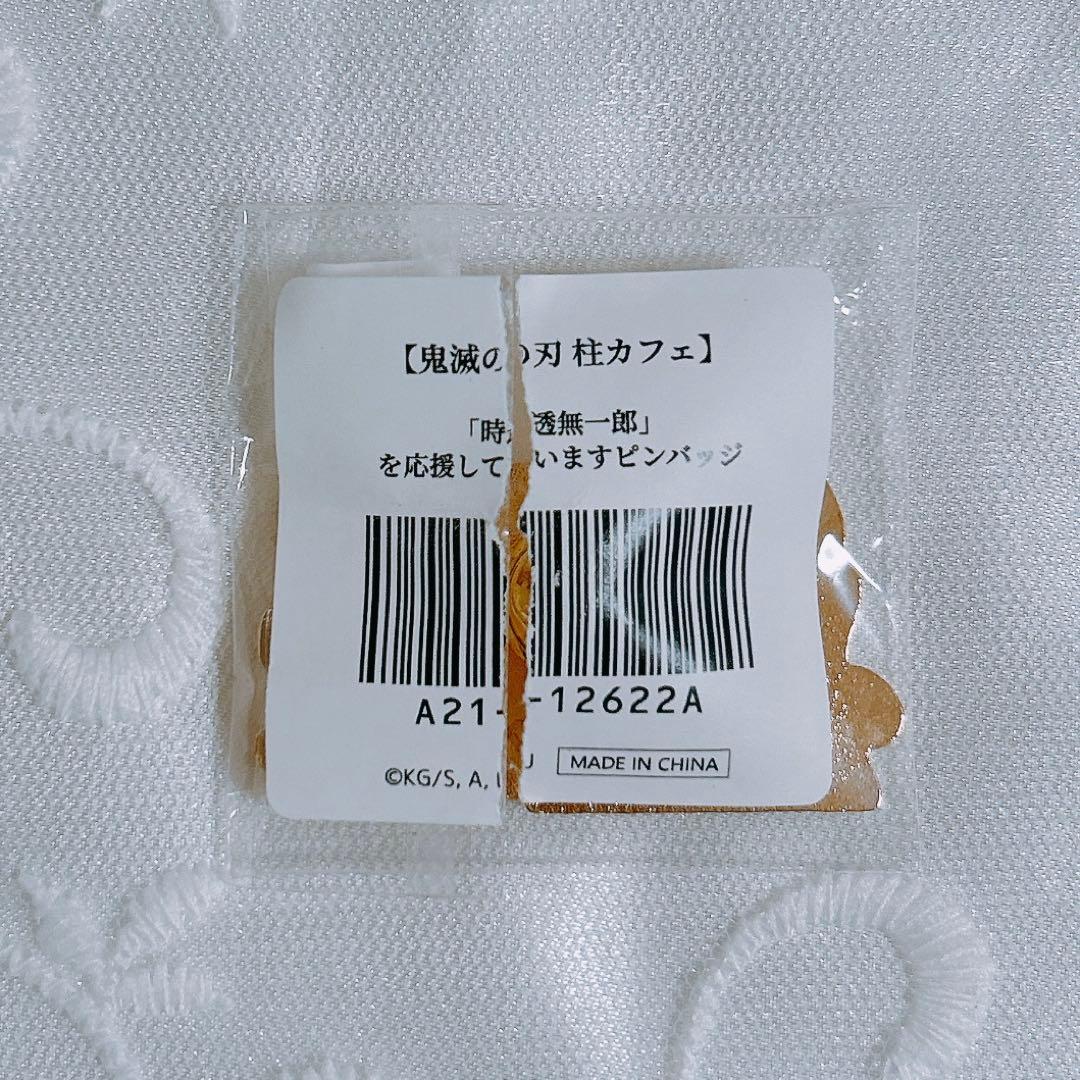 【鬼滅の刃 柱カフェ】
「時透無一郎」
を応援していますピンバッジ
A21-12622A
©KG/S, A, U
MADE IN CHINA